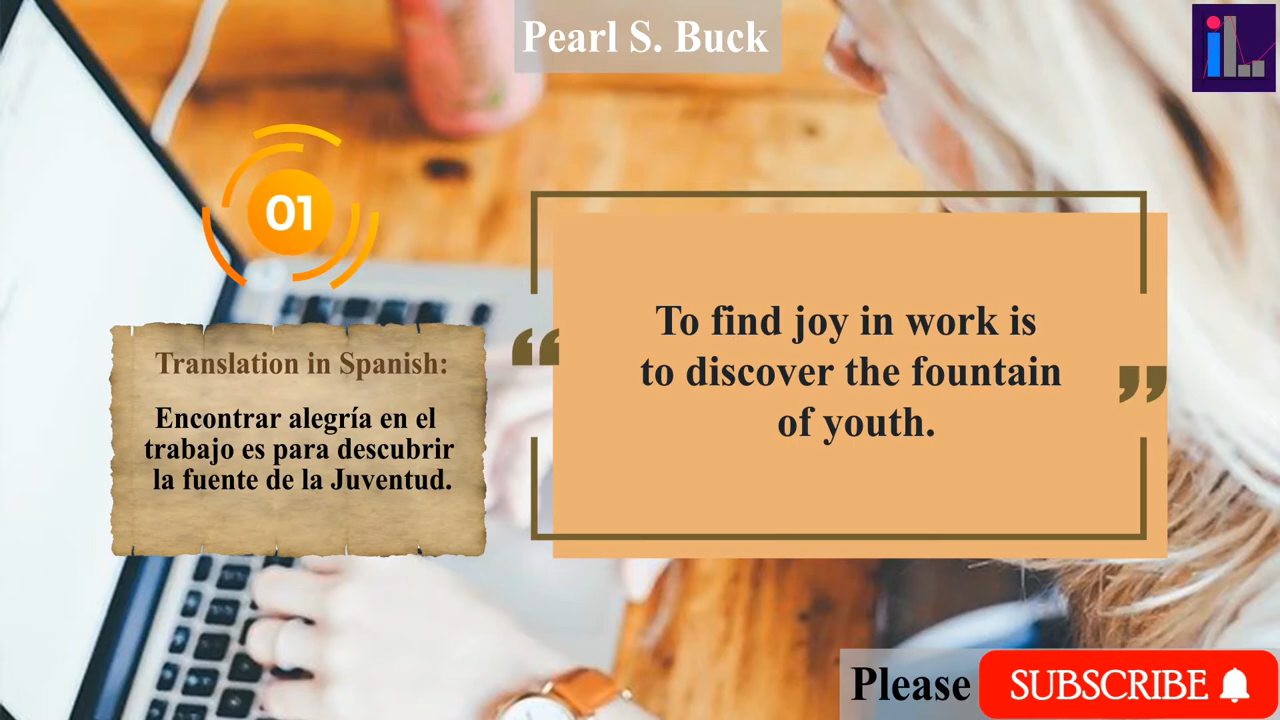 Pearl S. Buck
01
Translation in Spanish:
Encontrar alegría en el
trabajo es para descubrir
la fuente de la Juventud.
“
To find joy in work is
to discover the fountain
of youth.
”
Please SUBSCRIBE